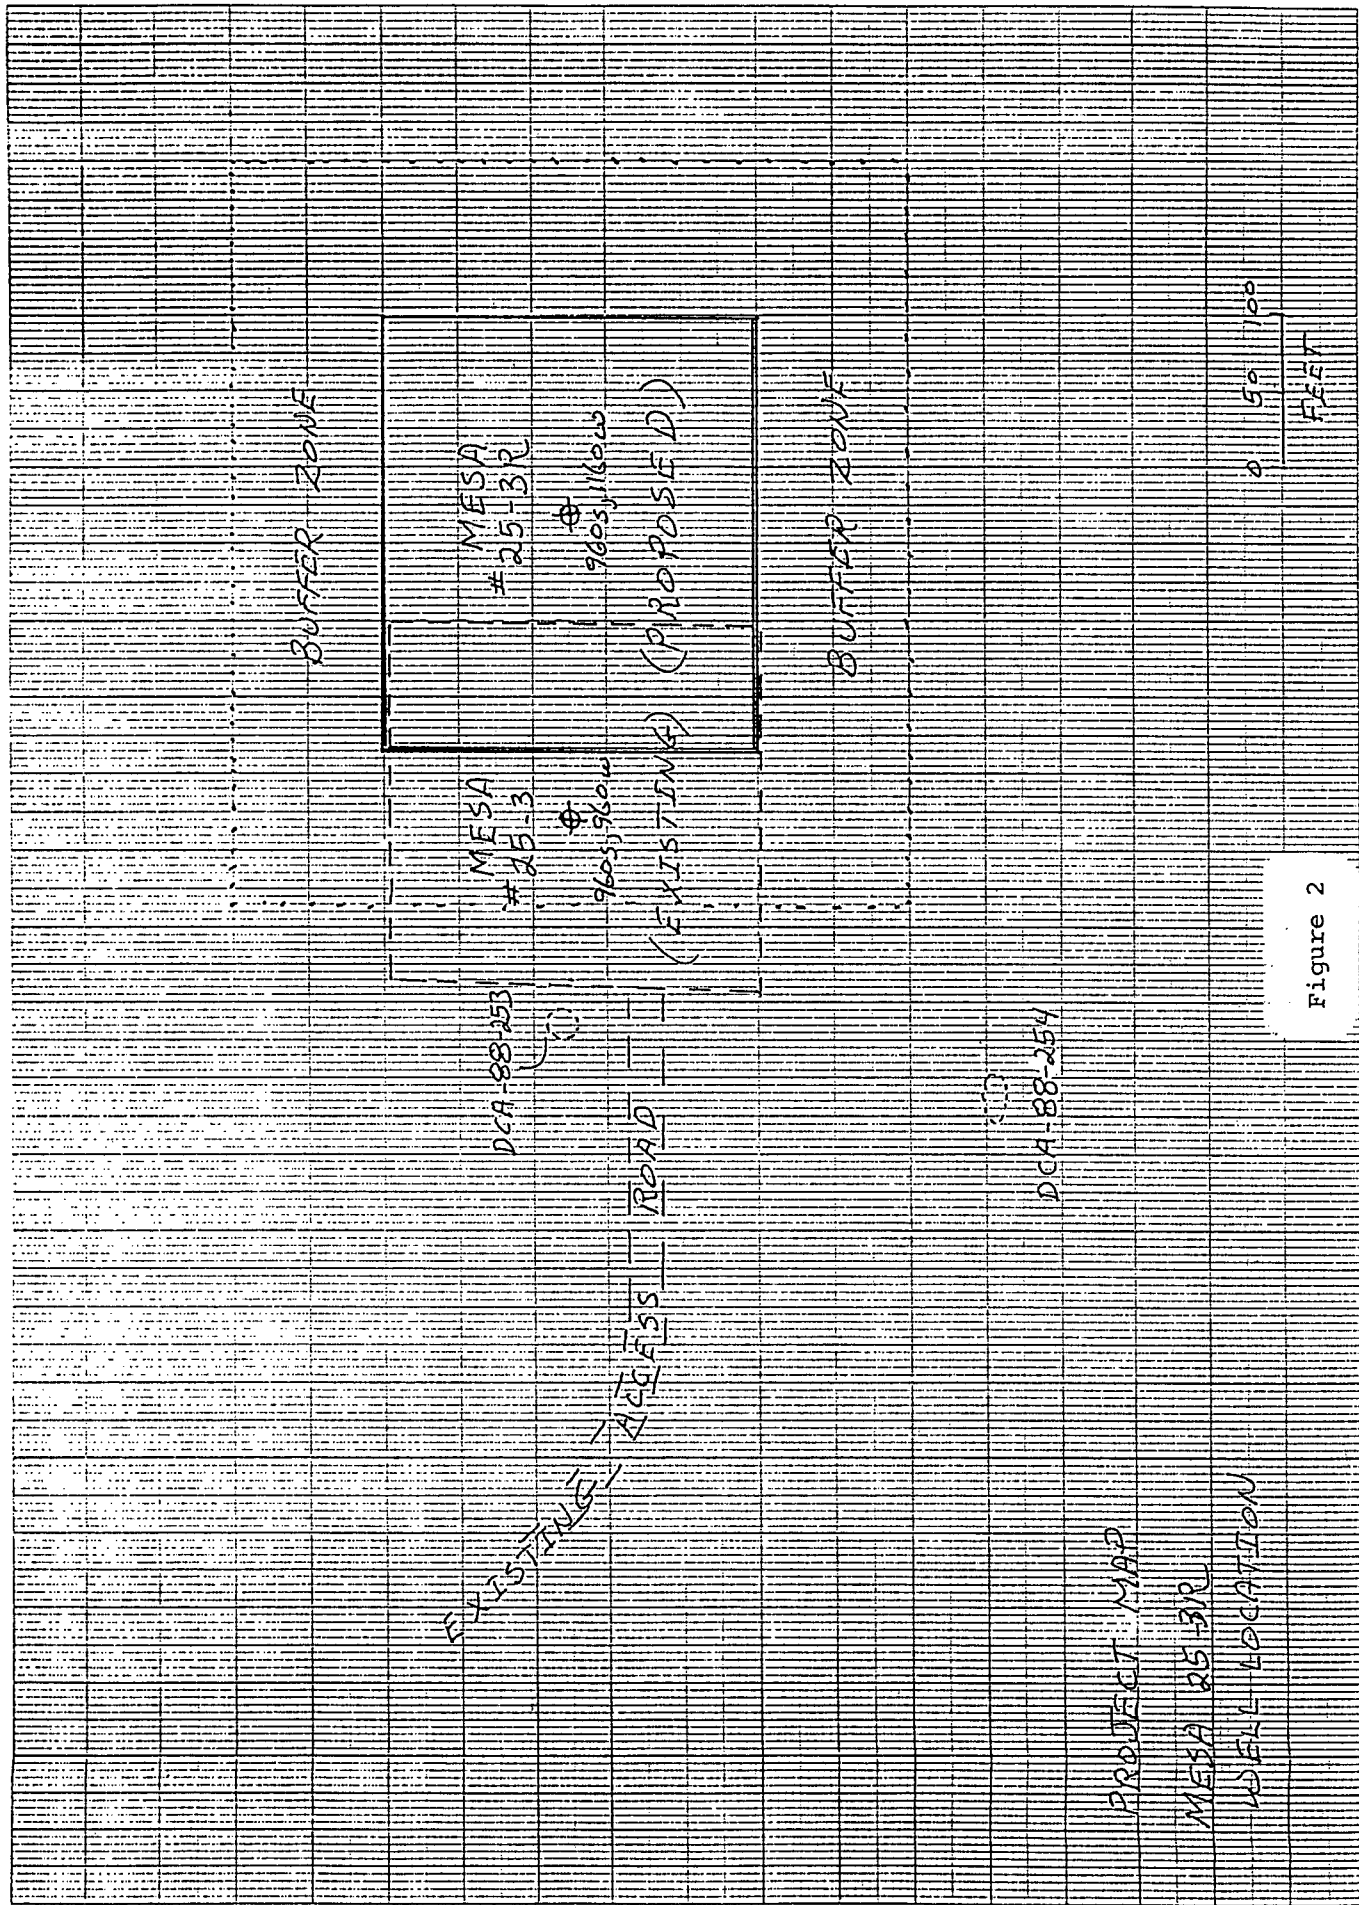 BUFFER ZONE
MESA
#25-3
960s, 960w
(EXISTING)
MESA
#25-3R
960s, 1160w
(PROPOSED)
DCA-88-253
EXISTING ACCESS ROAD
BUFFER ZONE
DCA-88-254
PROJECT MAP
MESA 25-3R
WELL LOCATION
0 50 100
FEET
Figure 2